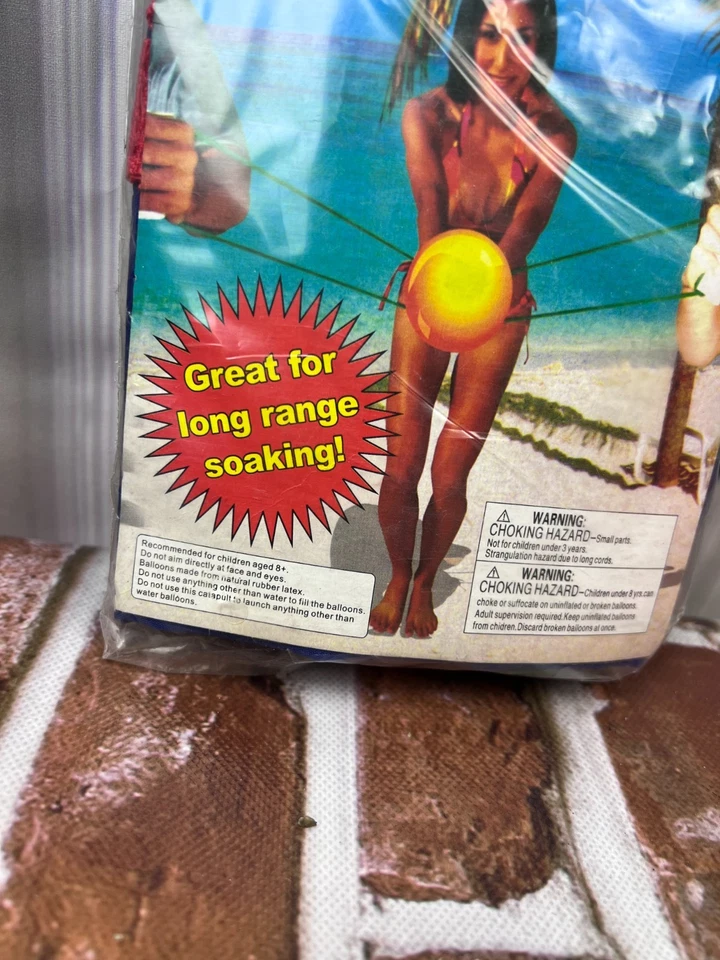 Great for
long range
soaking!
Recommended for children aged 8+.
Do not aim directly at face and eyes.
Balloons made from natural rubber latex.
Do not use anything other than water to fill the balloons.
Do not use this catapult to launch anything other than
water balloons.
WARNING:
CHOKING HAZARD—Small parts.
Not for children under 3 years.
Strangulation hazard due to long cords.
WARNING:
CHOKING HAZARD—Children under 8 yrs.can
choke or suffocate on uninflated or broken balloons.
Adult supervision required.Keep uninflated balloons
from chidren.Discard broken balloons at once.